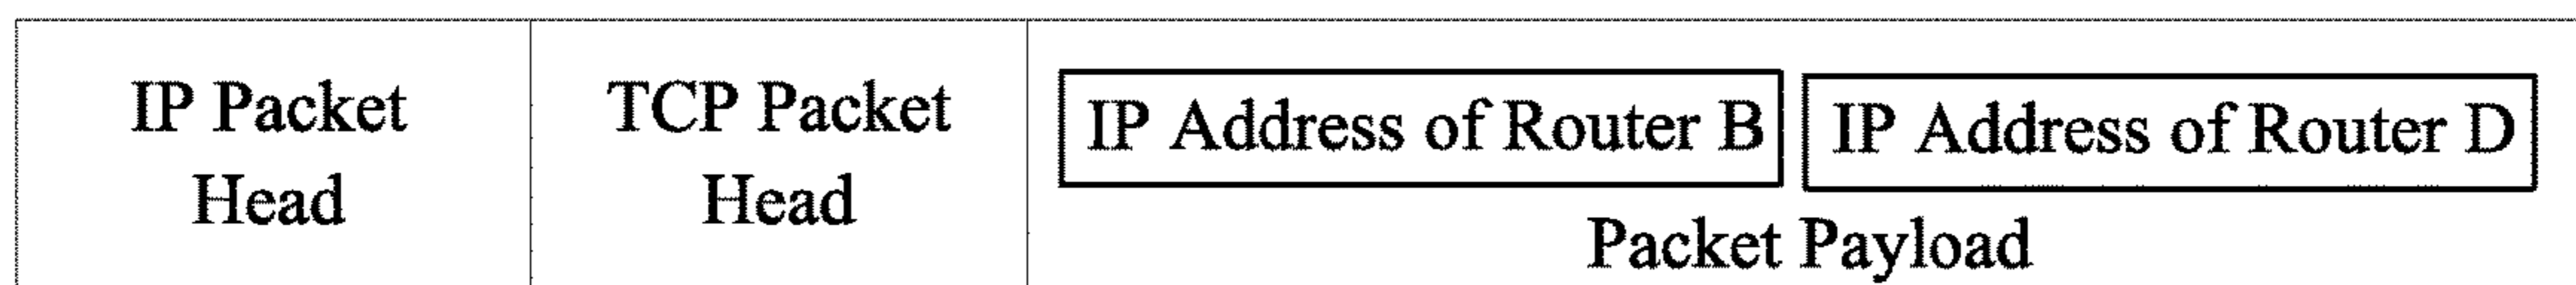 IP Packet
Head
TCP Packet
Head
IP Address of Router B
IP Address of Router D
Packet Payload